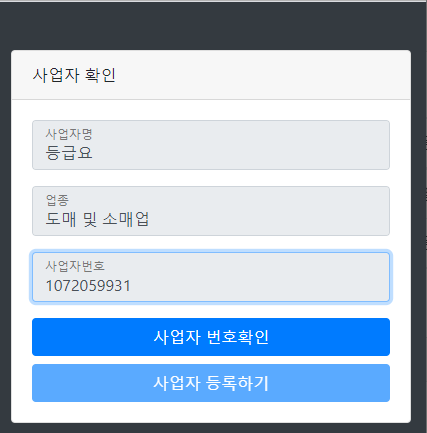 사업자 확인
사업자명
등급요
업종
도매 및 소매업
사업자번호
1072059931
사업자 번호확인
사업자 등록하기